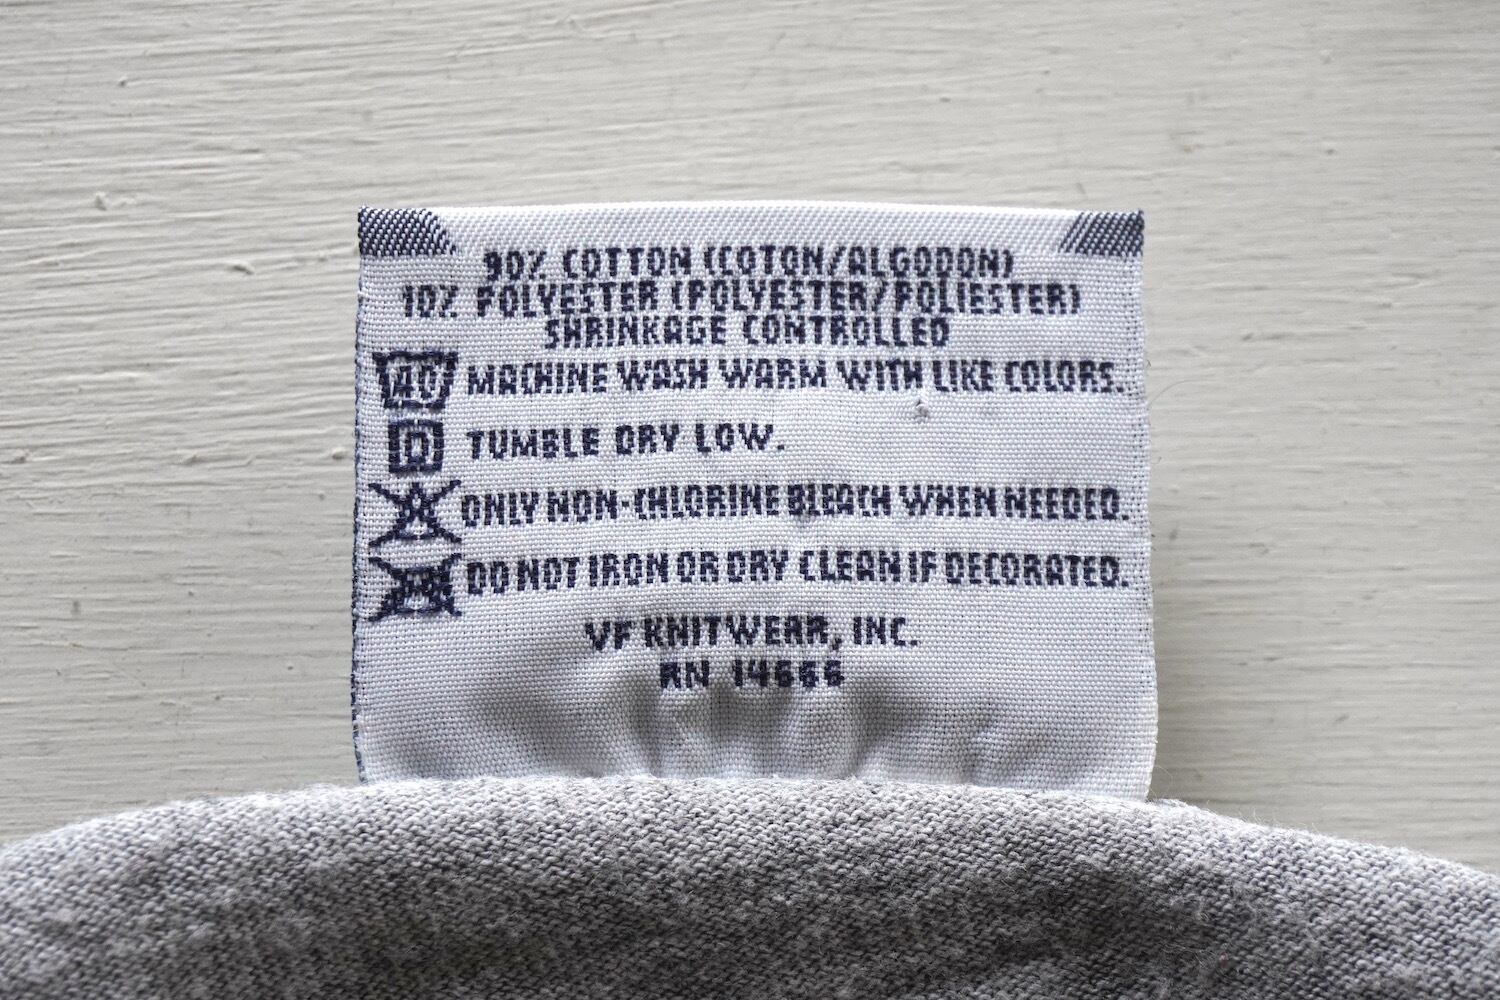 90% COTTON (COTON/ALGODON)
10% POLYESTER (POLYESTER/POLIESTER)
SHRINKAGE CONTROLLED
40 MACHINE WASH WARM WITH LIKE COLORS.
TUMBLE DRY LOW.
ONLY NON-CHLORINE BLEACH WHEN NEEDED.
DO NOT IRON OR DRY CLEAN IF DECORATED.
VF KNITWEAR, INC.
RN 14666